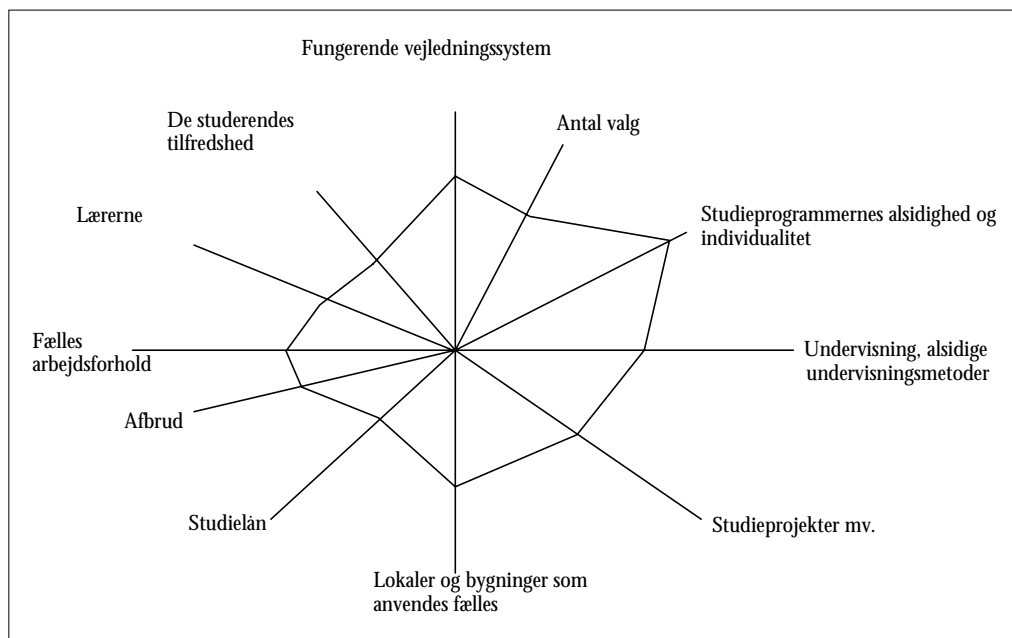 Fungerende vejledningssystem
De studerendes
tilfredshed
Antal valg
Lærerne
Studieprogrammernes alsidighed og
individualitet
Fælles
arbejdsforhold
Undervisning, alsidige
undervisningsmetoder
Afbrud
Studielån
Studieprojekter mv.
Lokaler og bygninger som
anvendes fælles